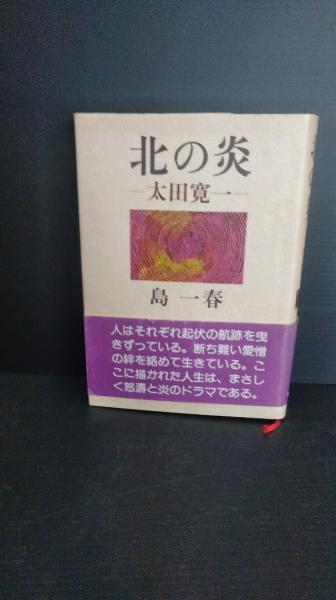 北の炎
―太田寛一―
島 一春
人はそれぞれ起伏の航跡を曳
きずっている。断ち難い愛憎
の絆を絡めて生きている。こ
こに描かれた人生は、まさし
く怒濤と炎のドラマである。